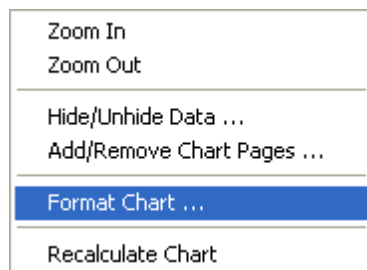 Zoom In
Zoom Out
Hide/Unhide Data ...
Add/Remove Chart Pages ...
Format Chart ...
Recalculate Chart